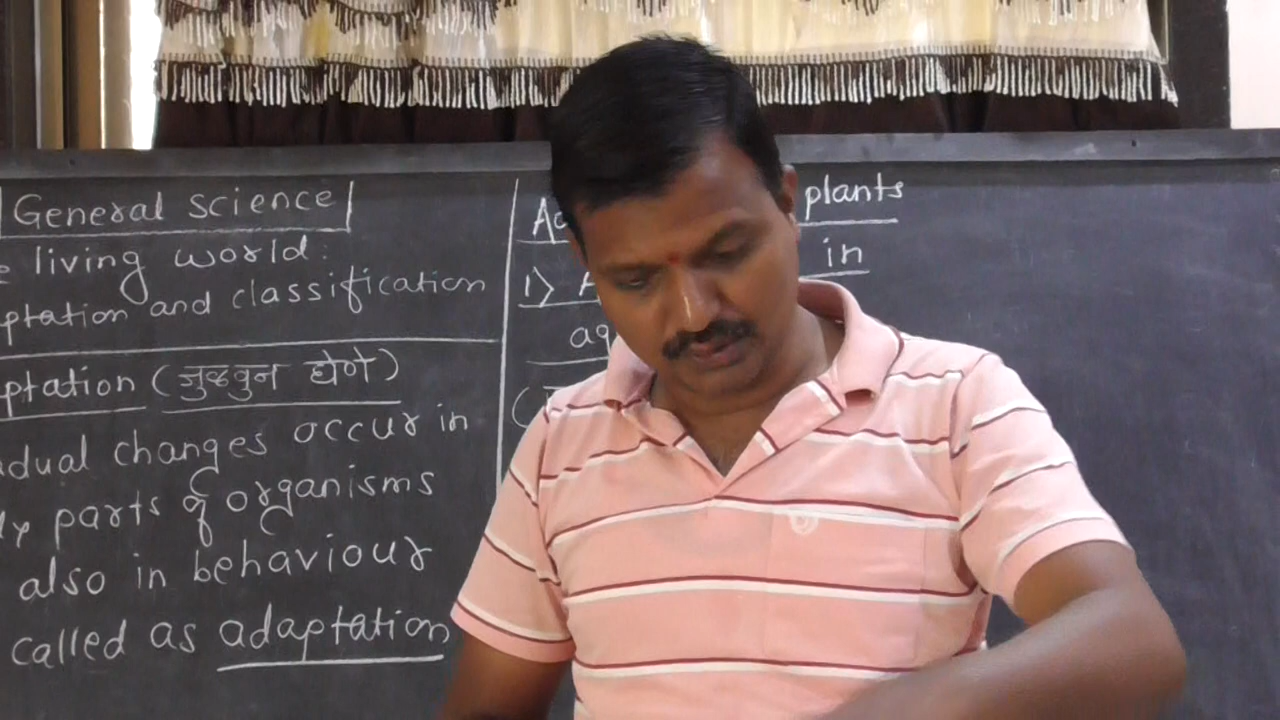 General science
living world:
ptation and classification
ptation (जुळवुन घेणे)
dual changes occur in
y parts of organisms
also in behaviour
called as adaptation
A plants
1) A in
aq
(